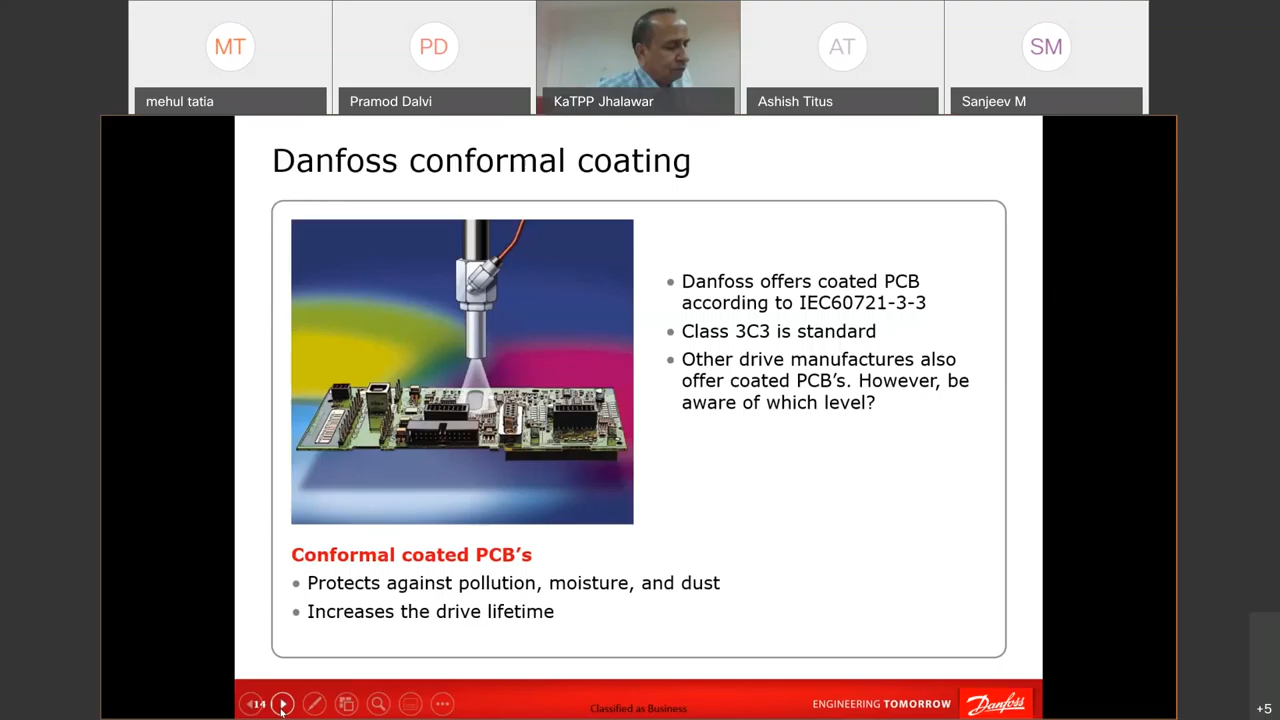 MT
PD
AT
SM
mehul tatia
Pramod Dalvi
KaTPP Jhalawar
Ashish Titus
Sanjeev M
Danfoss conformal coating
Danfoss offers coated PCB
according to IEC60721-3-3
Class 3C3 is standard
Other drive manufactures also
offer coated PCB's. However, be
aware of which level?
Conformal coated PCB’s
Protects against pollution, moisture, and dust
Increases the drive lifetime
14
Classified as Business
ENGINEERING TOMORROW
Danfoss
+5